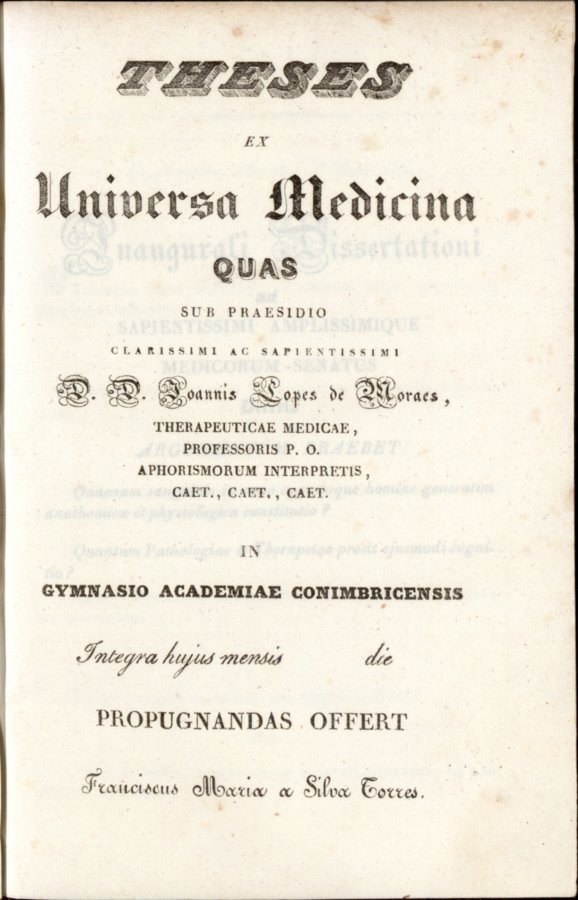 THESES
EX
Universa Medicina
QUAS
SUB PRAESIDIO
CLARISSIMI AC SAPIENTISSIMI
D. D. Joannis Lopes de Moraes,
THERAPEUTICAE MEDICAE,
PROFESSORIS P. O.
APHORISMORUM INTERPRETIS,
CAET., CAET., CAET.
IN
GYMNASIO ACADEMIAE CONIMBRICENSIS
Integra hujus mensis die
PROPUGNANDAS OFFERT
Franciscus Maria a Silva Torres.